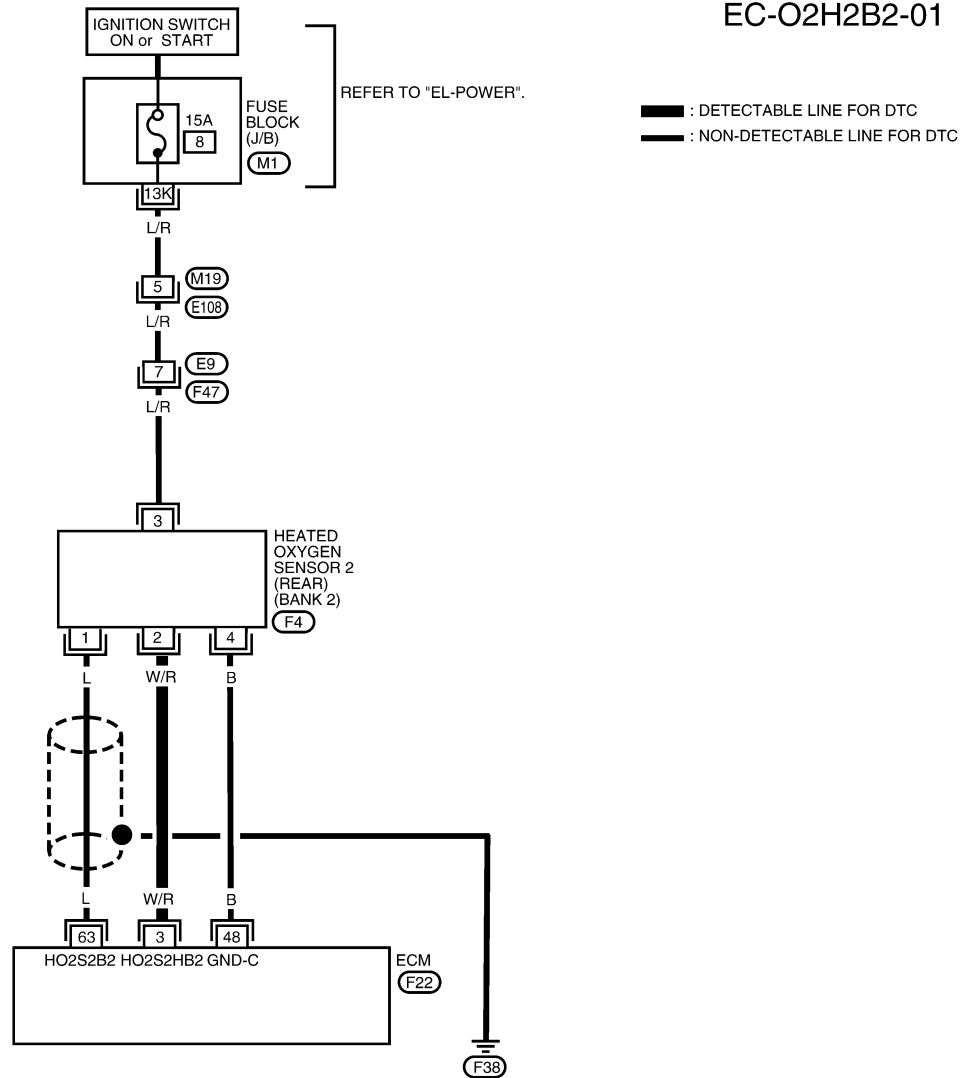 EC-O2H2B2-01
IGNITION SWITCH
ON or START
REFER TO "EL-POWER".
: DETECTABLE LINE FOR DTC
: NON-DETECTABLE LINE FOR DTC
FUSE
BLOCK
(J/B)
M1
15A
8
13K
L/R
5
M19
E108
L/R
7
E9
F47
L/R
3
HEATED
OXYGEN
SENSOR 2
(REAR)
(BANK 2)
F4
1 2 4
L W/R B
L W/R B
63 3 48
HO2S2B2 HO2S2HB2 GND-C
ECM
F22
F38